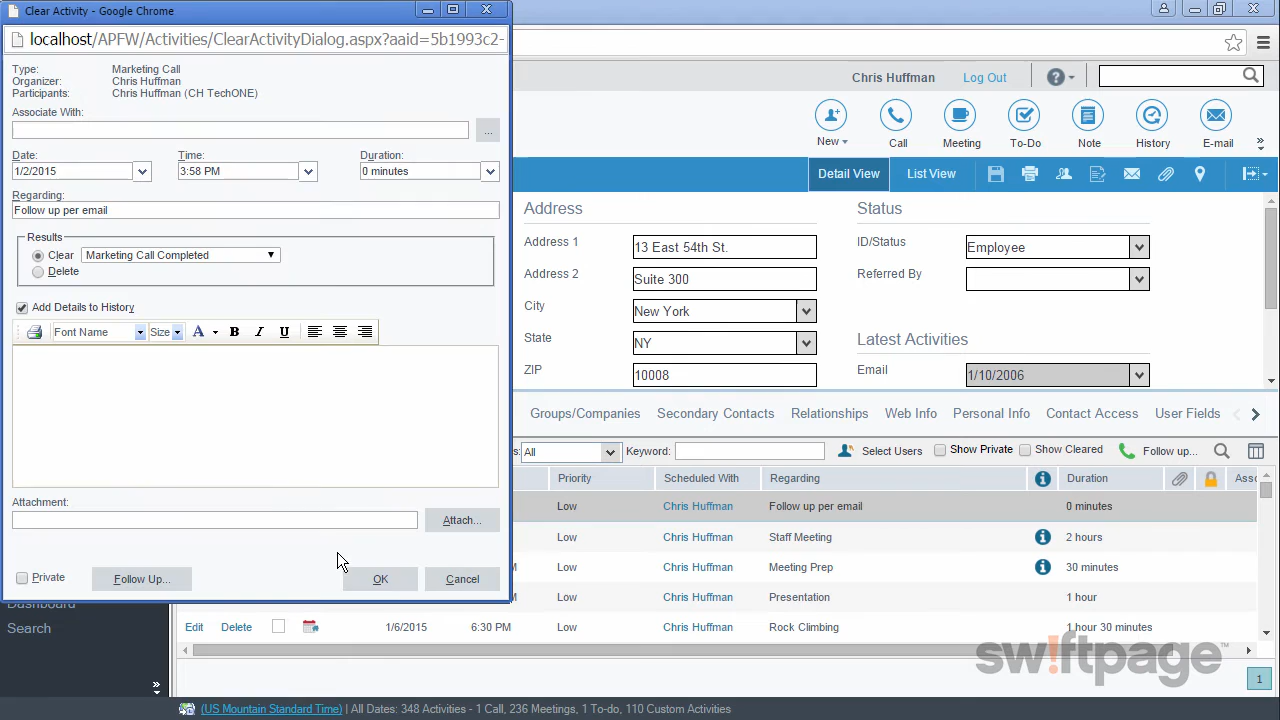 Clear Activity - Google Chrome
localhost/APFW/Activities/ClearActivityDialog.aspx?aaid=5b1993c2-
Type: Marketing Call
Organizer: Chris Huffman
Participants: Chris Huffman (CH TechONE)
Associate With:
...
Date: Time: Duration:
1/2/2015 3:58 PM 0 minutes
Regarding:
Follow up per email
Results
Clear Marketing Call Completed
Delete
Add Details to History
Font Name Size A B I U
Attachment:
Attach...
Private Follow Up... OK Cancel
Chris Huffman Log Out ?
New Call Meeting To-Do Note History E-mail
Detail View List View
Address Status
Address 1 13 East 54th St. ID/Status Employee
Address 2 Suite 300 Referred By
City New York
State NY Latest Activities
ZIP 10008 Email 1/10/2006
Groups/Companies Secondary Contacts Relationships Web Info Personal Info Contact Access User Fields
s: All Keyword: Select Users Show Private Show Cleared Follow up...
Priority Scheduled With Regarding Duration Asso
Low Chris Huffman Follow up per email 0 minutes
Low Chris Huffman Staff Meeting 2 hours
M Low Chris Huffman Meeting Prep 30 minutes
M Low Chris Huffman Presentation 1 hour
Edit Delete 1/6/2015 6:30 PM Low Chris Huffman Rock Climbing 1 hour 30 minutes
Dashboard
Search
sw!ftpage™
1
(US Mountain Standard Time) | All Dates: 348 Activities - 1 Call, 236 Meetings, 1 To-do, 110 Custom Activities